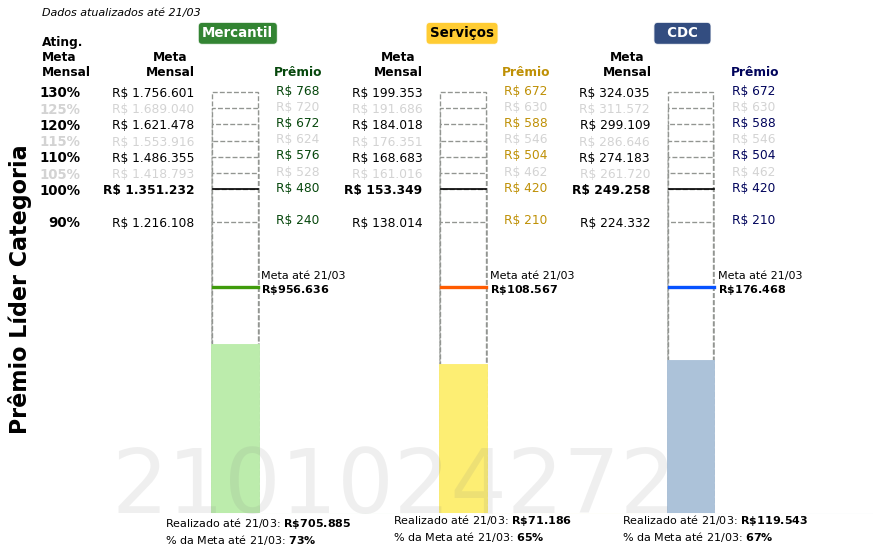 Dados atualizados até 21/03
Mercantil Serviços CDC
Ating. Meta Mensal Meta Mensal Prêmio Meta Mensal Prêmio Meta Mensal Prêmio
130% R$ 1.756.601 R$ 768 R$ 199.353 R$ 672 R$ 324.035 R$ 672
125% R$ 1.689.040 R$ 720 R$ 191.686 R$ 630 R$ 311.572 R$ 630
120% R$ 1.621.478 R$ 672 R$ 184.018 R$ 588 R$ 299.109 R$ 588
115% R$ 1.553.916 R$ 624 R$ 176.351 R$ 546 R$ 286.646 R$ 546
110% R$ 1.486.355 R$ 576 R$ 168.683 R$ 504 R$ 274.183 R$ 504
105% R$ 1.418.793 R$ 528 R$ 161.016 R$ 462 R$ 261.720 R$ 462
100% R$ 1.351.232 R$ 480 R$ 153.349 R$ 420 R$ 249.258 R$ 420
90% R$ 1.216.108 R$ 240 R$ 138.014 R$ 210 R$ 224.332 R$ 210
Meta até 21/03 Meta até 21/03 Meta até 21/03
R$956.636 R$108.567 R$176.468
Prêmio Líder Categoria
2101024272
Realizado até 21/03: R$705.885 Realizado até 21/03: R$71.186 Realizado até 21/03: R$119.543
% da Meta até 21/03: 73% % da Meta até 21/03: 65% % da Meta até 21/03: 67%